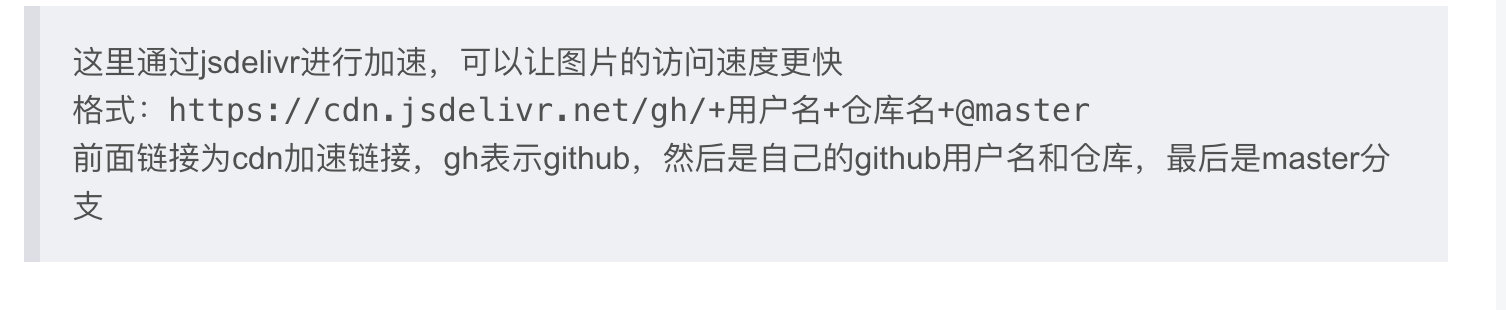 这里通过jsdelivr进行加速，可以让图片的访问速度更快
格式：https://cdn.jsdelivr.net/gh/+用户名+仓库名+@master
前面链接为cdn加速链接，gh表示github，然后是自己的github用户名和仓库，最后是master分
支